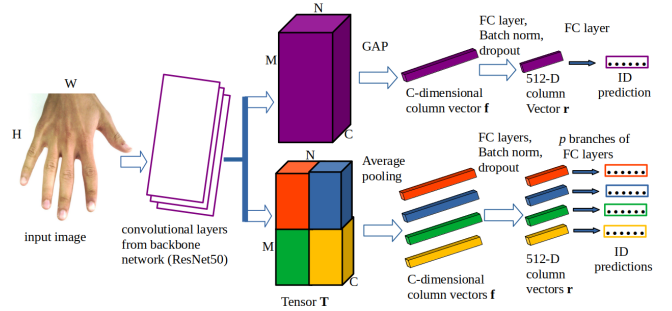 W
H
input image
convolutional layers
from backbone
network (ResNet50)
N
M
C
GAP
C-dimensional
column vector f
FC layer,
Batch norm,
dropout
512-D
column
Vector r
FC layer
ID
prediction
N
M
C
Tensor T
Average
pooling
C-dimensional
column vectors f
FC layers,
Batch norm,
dropout
512-D
column
vectors r
p branches of
FC layers
ID
predictions